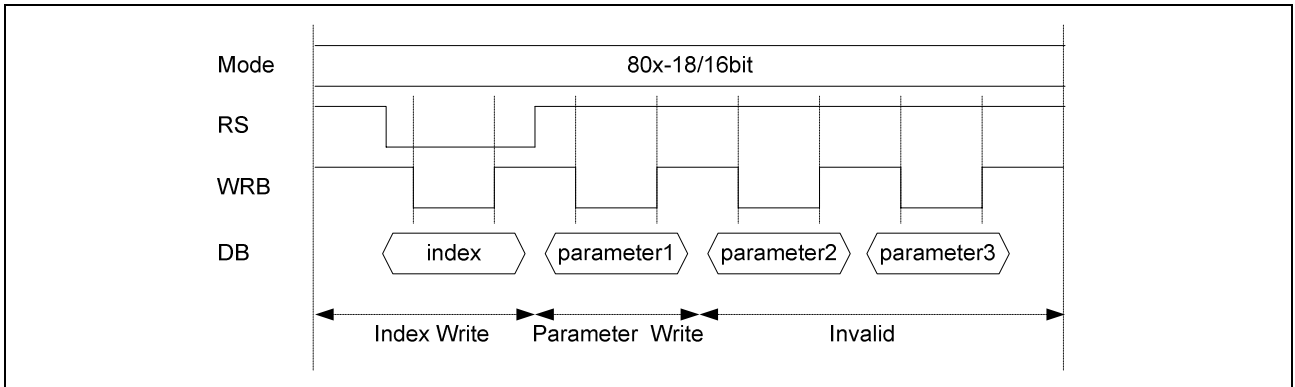 Mode 80x-18/16bit
RS
WRB
DB index parameter1 parameter2 parameter3
Index Write Parameter Write Invalid